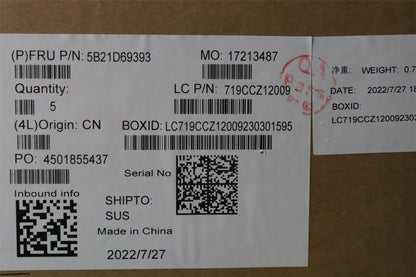 (P)FRU P/N: 5B21D69393
MO: 17213487
Quantity:
5
LC P/N: 719CCZ12009
(4L)Origin: CN
BOXID: LC719CCZ12009230301595
PO: 4501855437
Serial No
Inbound info
SHIPTO:
SUS
Made in China
2022/7/27
净重: WEIGHT: 0.7
DATE: 2022/7/27 18
BOXID:
LC719CCZ12009230